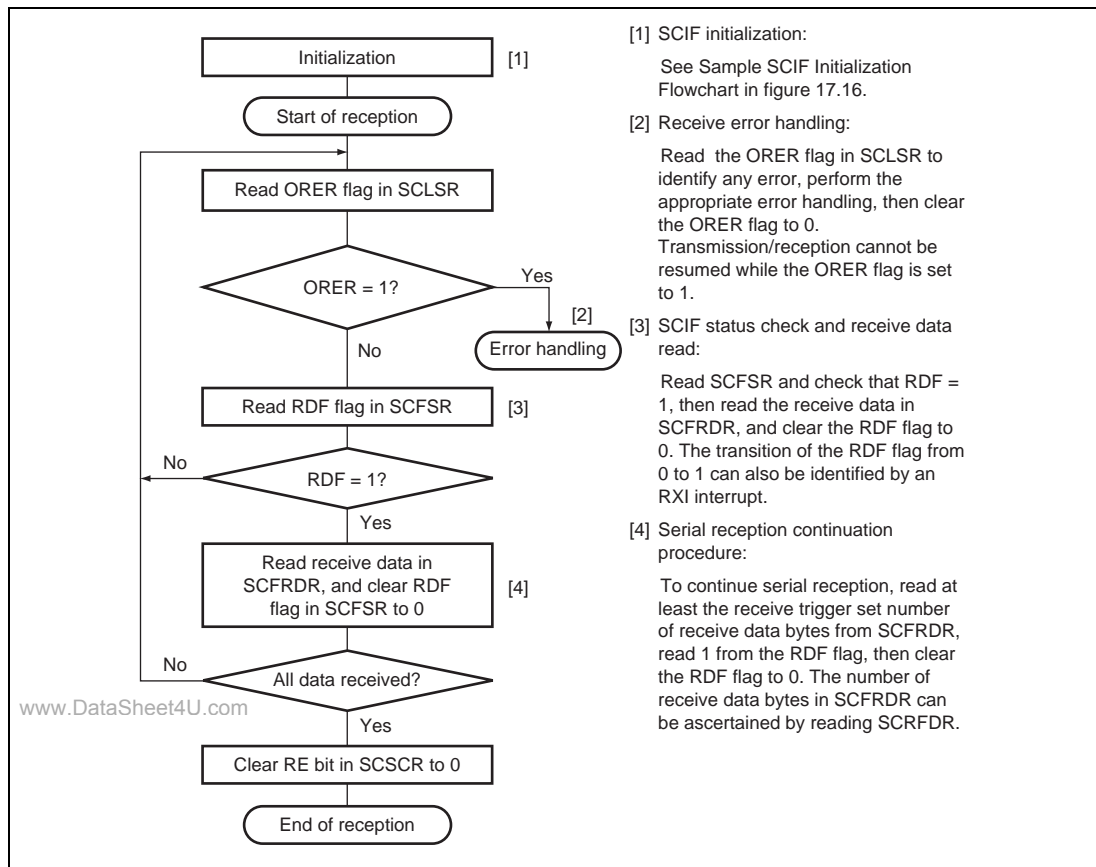 Initialization
[1]
Start of reception
Read ORER flag in SCLSR
ORER = 1?
Yes
[2]
Error handling
No
Read RDF flag in SCFSR
[3]
No
RDF = 1?
Yes
Read receive data in
SCFRDR, and clear RDF
flag in SCFSR to 0
[4]
No
All data received?
www.DataSheet4U.com
Yes
Clear RE bit in SCSCR to 0
End of reception
[1] SCIF initialization:
See Sample SCIF Initialization
Flowchart in figure 17.16.
[2] Receive error handling:
Read the ORER flag in SCLSR to
identify any error, perform the
appropriate error handling, then clear
the ORER flag to 0.
Transmission/reception cannot be
resumed while the ORER flag is set
to 1.
[3] SCIF status check and receive data
read:
Read SCFSR and check that RDF =
1, then read the receive data in
SCFRDR, and clear the RDF flag to
0. The transition of the RDF flag from
0 to 1 can also be identified by an
RXI interrupt.
[4] Serial reception continuation
procedure:
To continue serial reception, read at
least the receive trigger set number
of receive data bytes from SCFRDR,
read 1 from the RDF flag, then clear
the RDF flag to 0. The number of
receive data bytes in SCFRDR can
be ascertained by reading SCRFDR.